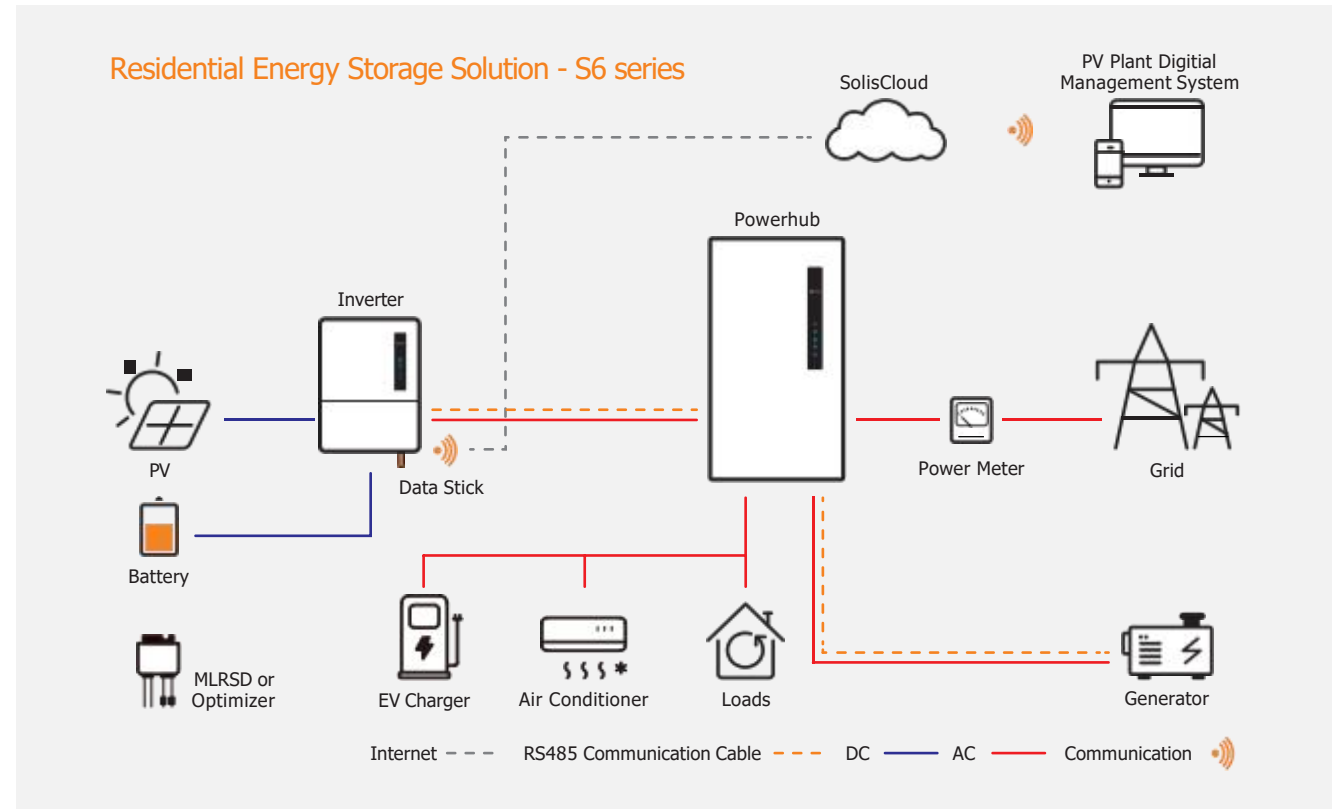 Residential Energy Storage Solution - S6 series
PV Plant Digitial
Management System
SolisCloud
Powerhub
Inverter
PV
Data Stick
Power Meter
Grid
Battery
MLRSD or
Optimizer
EV Charger
Air Conditioner
Loads
Generator
Internet
RS485 Communication Cable
DC
AC
Communication